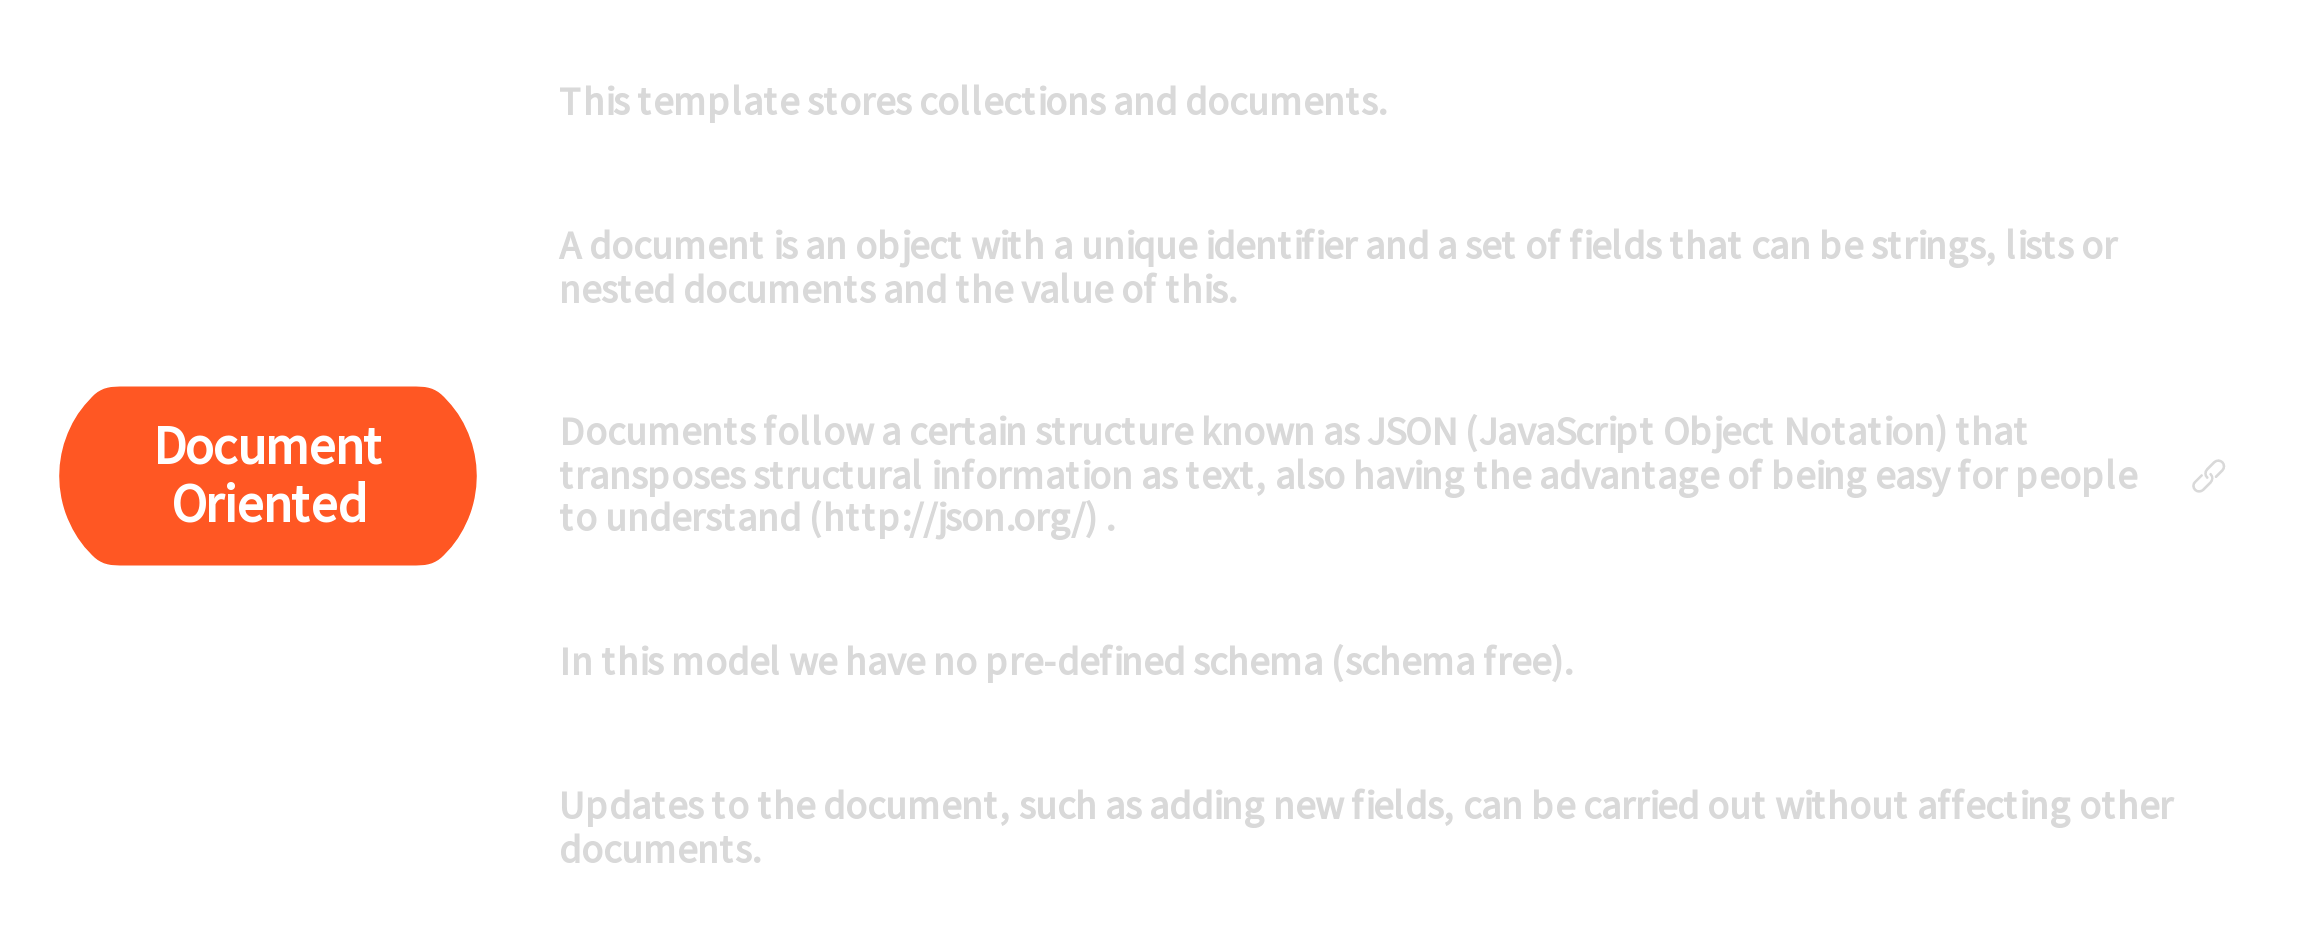 This template stores collections and documents.
A document is an object with a unique identifier and a set of fields that can be strings, lists or
nested documents and the value of this.
Document
Oriented
Documents follow a certain structure known as JSON (JavaScript Object Notation) that
transposes structural information as text, also having the advantage of being easy for people
to understand (http://json.org/) .
In this model we have no pre-defined schema (schema free).
Updates to the document, such as adding new fields, can be carried out without affecting other
documents.